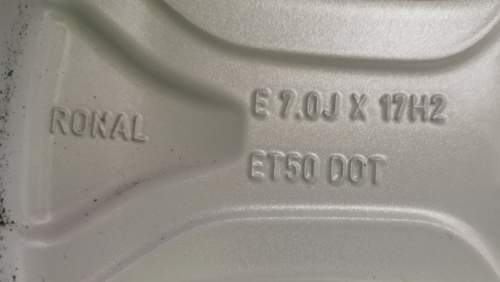 RONAL
E 7.0J X 17H2
ET50 DOT